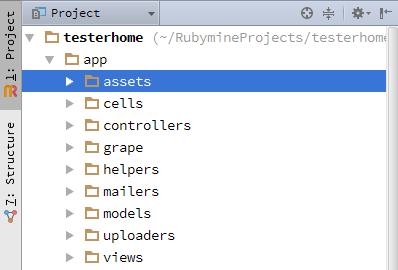 Project
1: Project
7: Structure
testerhome (~/RubymineProjects/testerhome
app
assets
cells
controllers
grape
helpers
mailers
models
uploaders
views